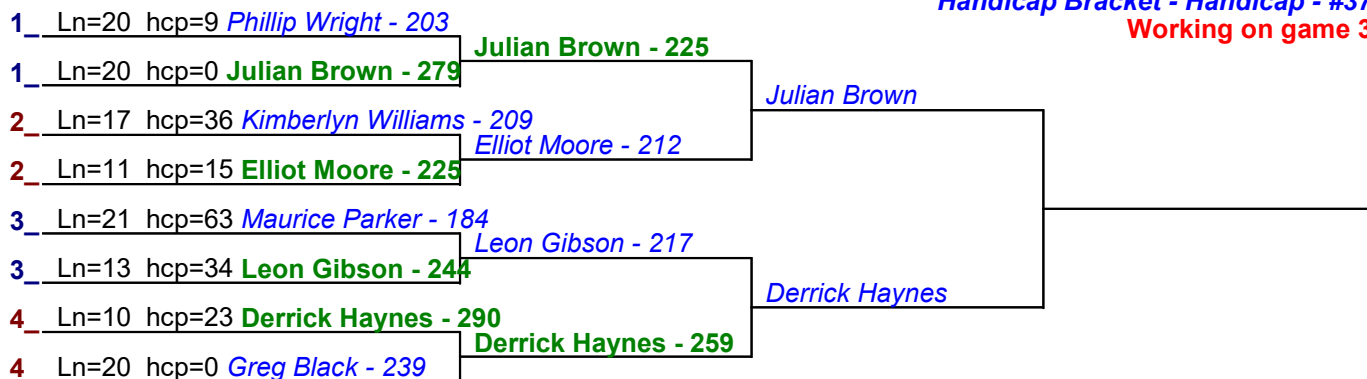 Handicap Bracket - Handicap - #37
Working on game 3
1_ Ln=20 hcp=9 Phillip Wright - 203
Julian Brown - 225
1_ Ln=20 hcp=0 Julian Brown - 279
Julian Brown
2_ Ln=17 hcp=36 Kimberlyn Williams - 209
Elliot Moore - 212
2_ Ln=11 hcp=15 Elliot Moore - 225
3_ Ln=21 hcp=63 Maurice Parker - 184
Leon Gibson - 217
3_ Ln=13 hcp=34 Leon Gibson - 244
Derrick Haynes
4_ Ln=10 hcp=23 Derrick Haynes - 290
Derrick Haynes - 259
4 Ln=20 hcp=0 Greg Black - 239